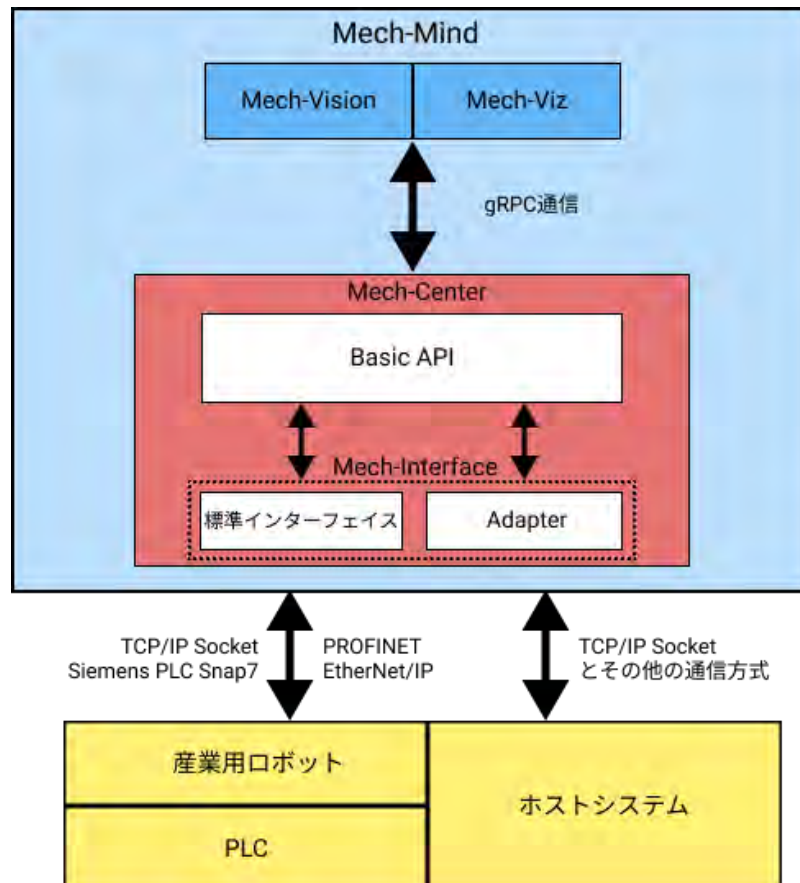 Mech-Mind
Mech-Vision
Mech-Viz
gRPC通信
Mech-Center
Basic API
Mech-Interface
標準インターフェイス
Adapter
TCP/IP Socket
Siemens PLC Snap7
PROFINET
EtherNet/IP
TCP/IP Socket
とその他の通信方式
産業用ロボット
ホストシステム
PLC